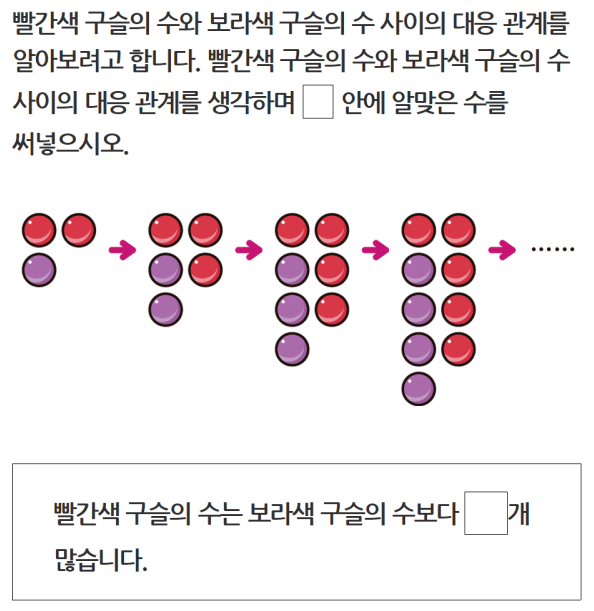 빨간색 구슬의 수와 보라색 구슬의 수 사이의 대응 관계를
알아보려고 합니다. 빨간색 구슬의 수와 보라색 구슬의 수
사이의 대응 관계를 생각하며 □ 안에 알맞은 수를
써넣으시오.
……
빨간색 구슬의 수는 보라색 구슬의 수보다 □개
많습니다.